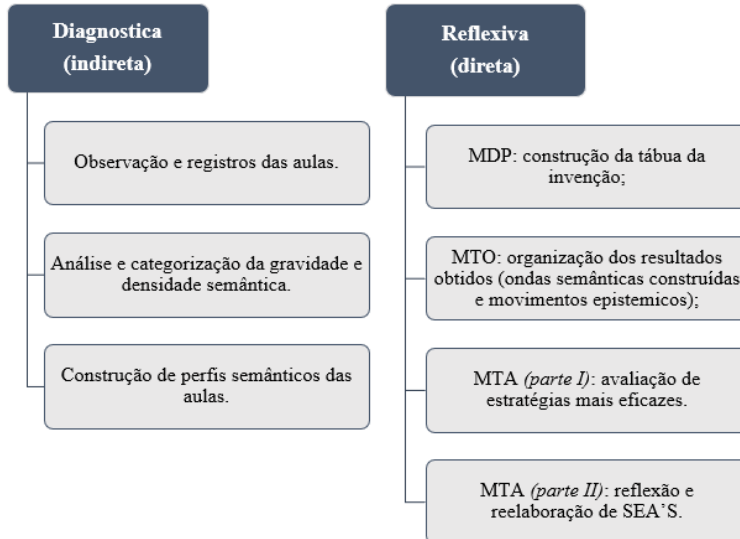 Diagnostica
(indireta)
Observação e registros das aulas.
Análise e categorização da gravidade e
densidade semântica.
Construção de perfis semânticos das
aulas.
Reflexiva
(direta)
MDP: construção da tábua da
invenção;
MTO: organização dos resultados
obtidos (ondas semânticas construídas
e movimentos epistemicos);
MTA (parte I): avaliação de
estratégias mais eficazes.
MTA (parte II): reflexão e
reelaboração de SEA'S.